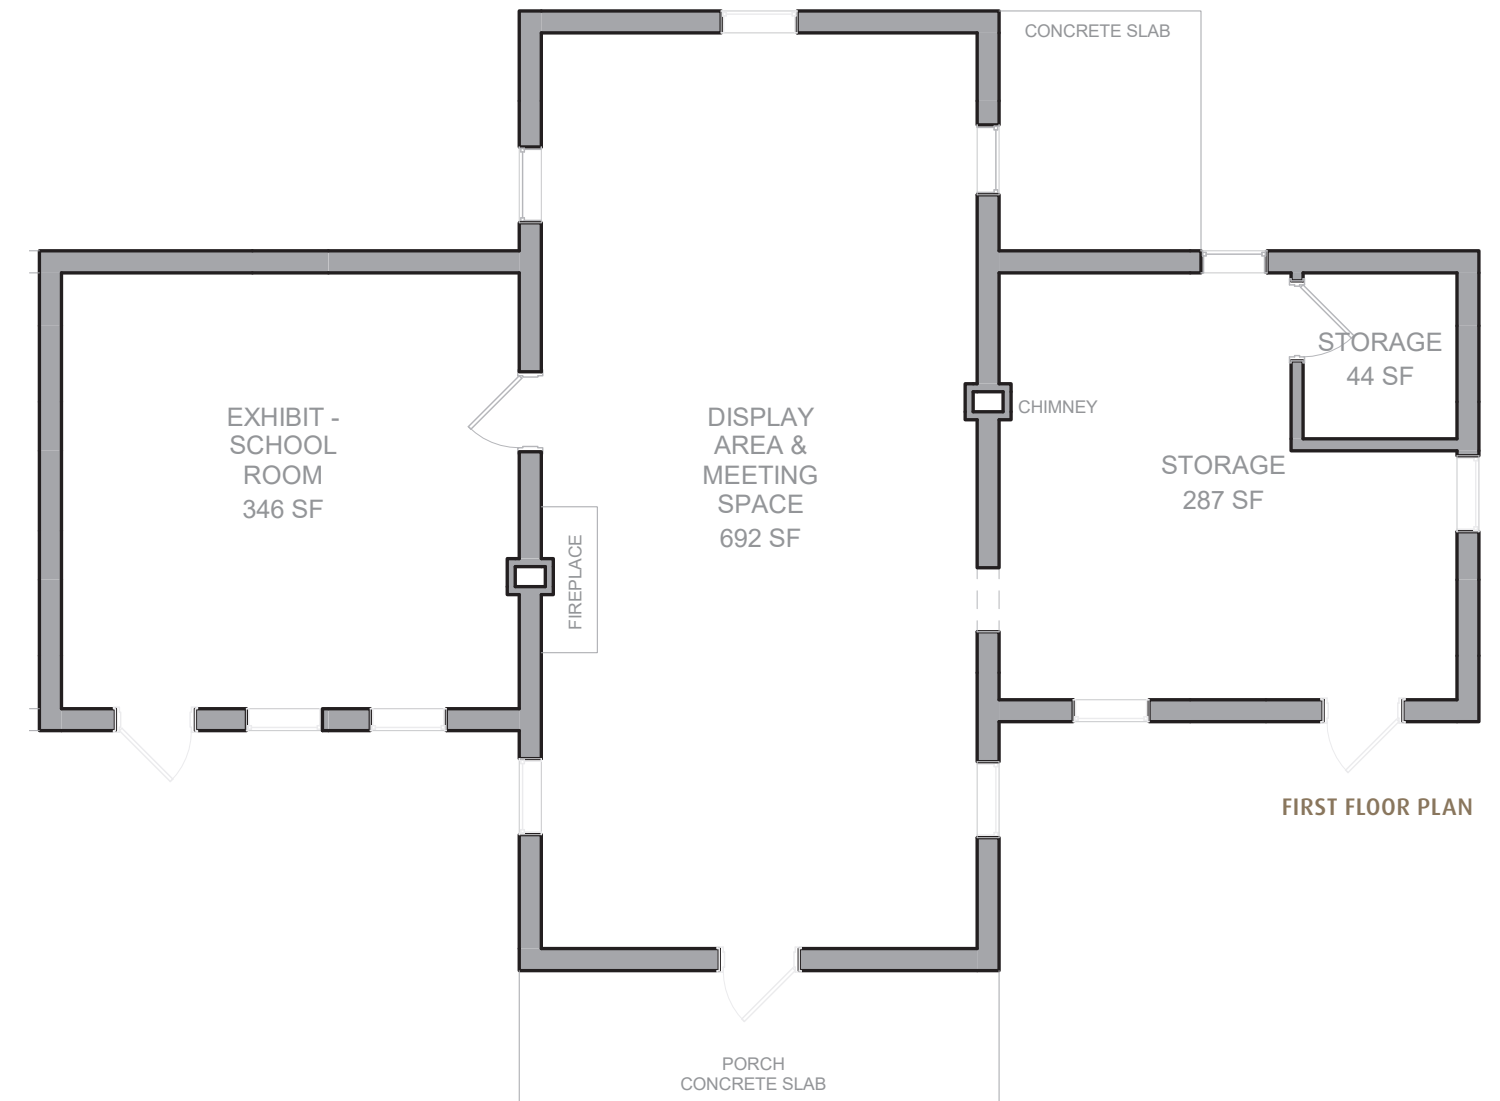 CONCRETE SLAB
EXHIBIT -
SCHOOL
ROOM
346 SF
DISPLAY
AREA &
MEETING
SPACE
692 SF
FIREPLACE
CHIMNEY
STORAGE
44 SF
STORAGE
287 SF
FIRST FLOOR PLAN
PORCH
CONCRETE SLAB